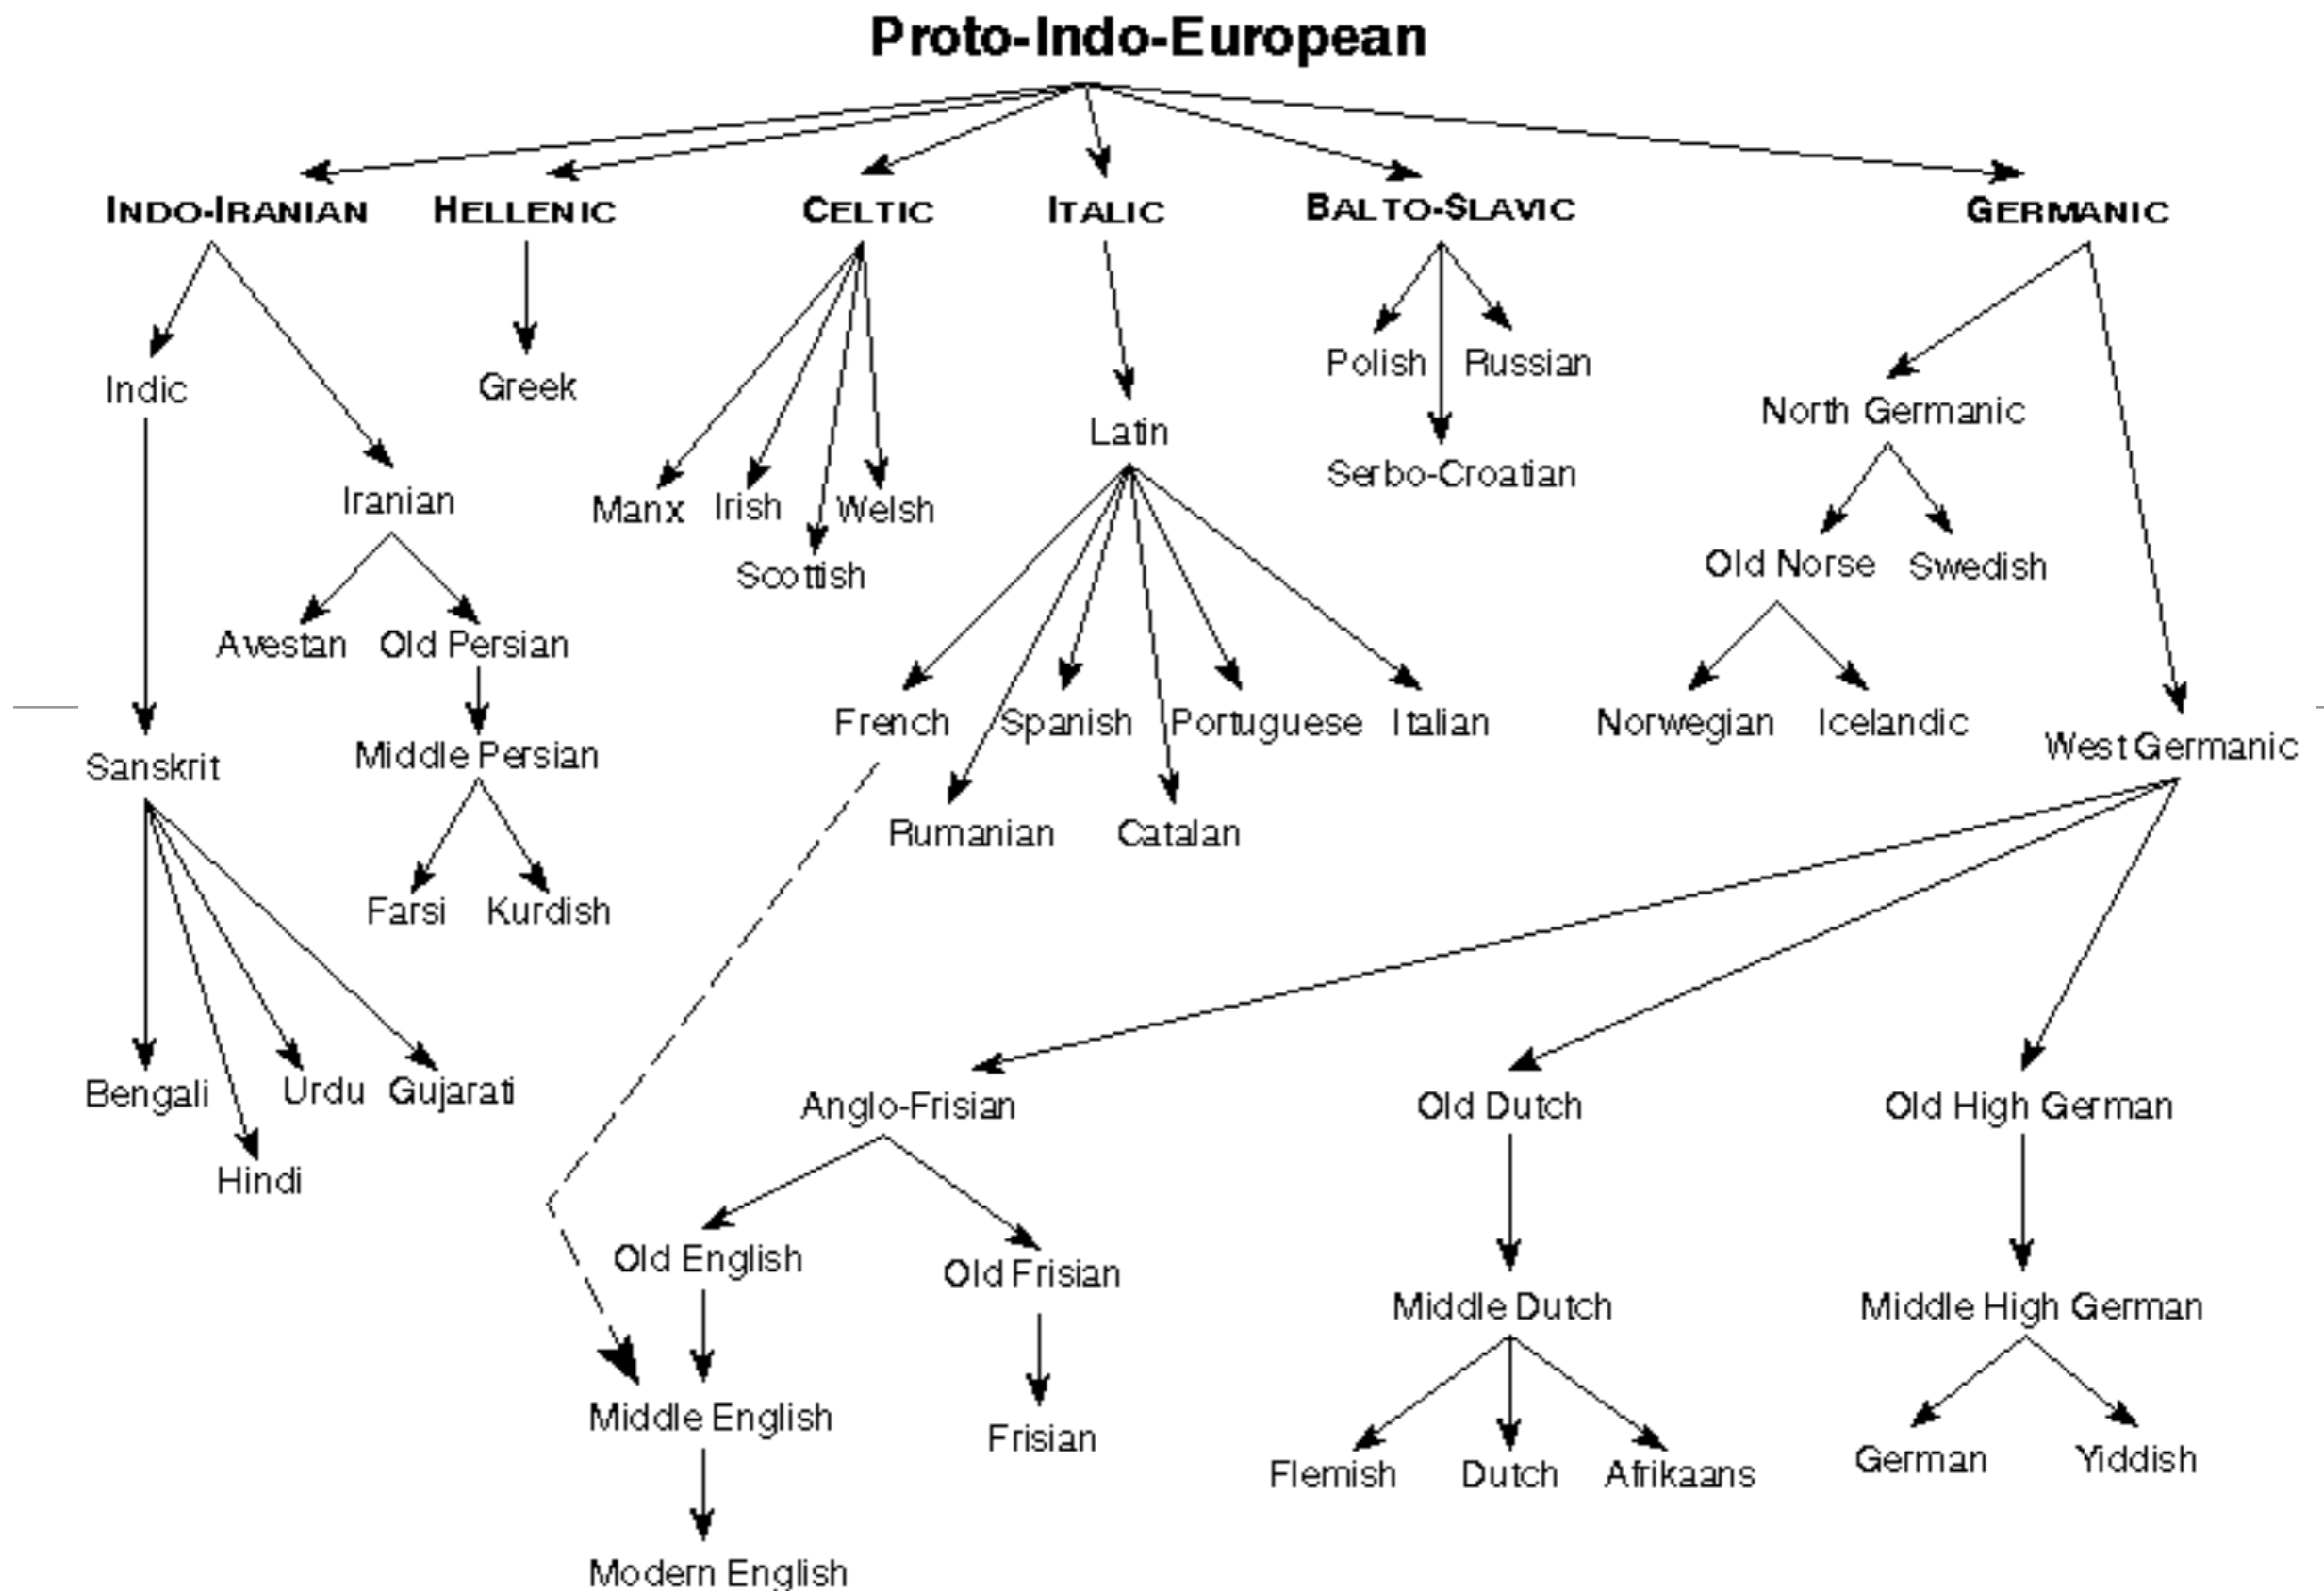 Proto-Indo-European
INDO-IRANIAN HELLENIC CELTIC ITALIC BALTO-SLAVIC GERMANIC
Polish Russian
Indic Greek
North Germanic
Latin
Serbo-Croatian
Iranian
Manx Irish Welsh
Old Norse Swedish
Scottish
Avestan Old Persian
French Spanish Portuguese Italian Norwegian Icelandic
West Germanic
Sanskrit Middle Persian
Rumanian Catalan
Farsi Kurdish
Bengali Urdu Gujarati
Anglo-Frisian Old Dutch Old High German
Hindi
Old English Old Frisian
Middle Dutch Middle High German
Middle English
Frisian
German Yiddish
Flemish Dutch Afrikaans
Modern English